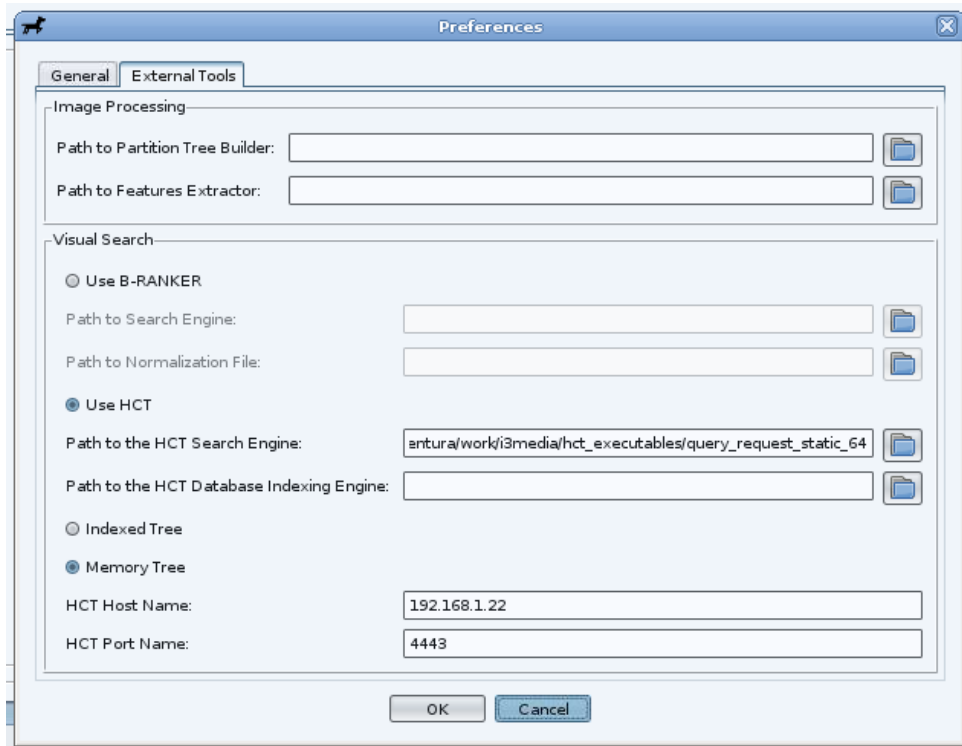 Preferences
General External Tools
Image Processing
Path to Partition Tree Builder:
Path to Features Extractor:
Visual Search
Use B-RANKER
Path to Search Engine:
Path to Normalization File:
Use HCT
Path to the HCT Search Engine: entura/work/i3media/hct_executables/query_request_static_64
Path to the HCT Database Indexing Engine:
Indexed Tree
Memory Tree
HCT Host Name: 192.168.1.22
HCT Port Name: 4443
OK Cancel